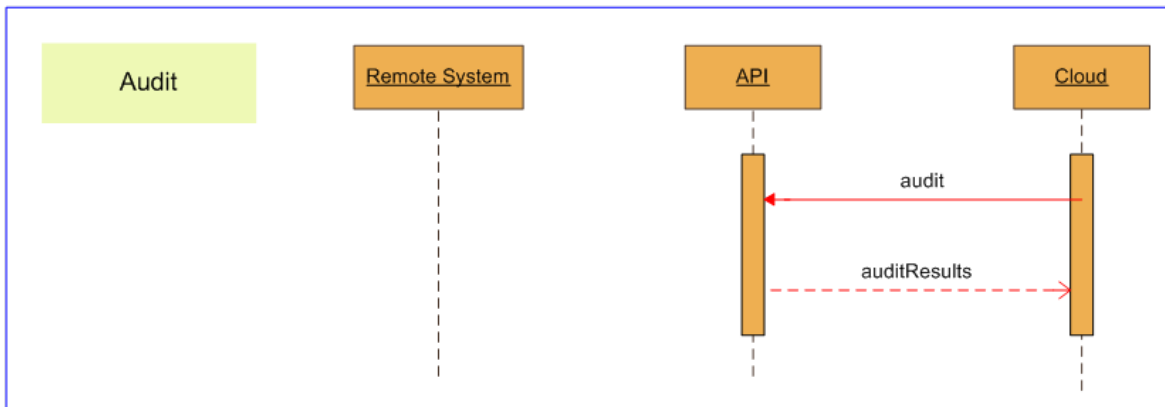 Audit
Remote System
API
Cloud
audit
auditResults